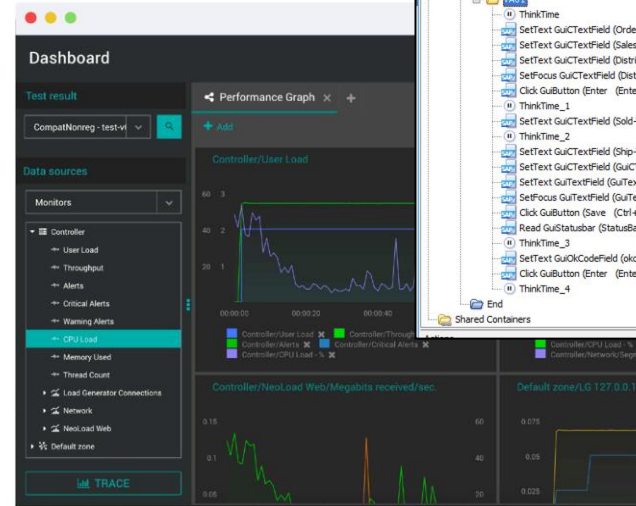 Dashboard
Test result
CompatNonreg - test-vl
Data sources
Monitors
Controller
User Load
Throughput
Alerts
Critical Alerts
Warning Alerts
CPU Load
Memory Used
Thread Count
Load Generator Connections
Network
NeoLoad Web
Default zone
TRACE
Performance Graph × +
+ Add
Controller/User Load
60 3
40 2
20 1
00:00:00 00:00:20 00:00:40
Controller/User Load Controller/Through
Controller/Alerts Controller/Critical Alerts
Controller/CPU Load - %
Controller/NeoLoad Web/Megabits received/sec.
0.15 60
0.1 40
0.05 20
ThinkTime
SetText GuiCTextField (Orde
SetText GuiCTextField (Sales
SetText GuiCTextField (Distri
SetFocus GuiCTextField (Dist
Click GuiButton (Enter (Ente
ThinkTime_1
SetText GuiCTextField (Sold-
ThinkTime_2
SetText GuiCTextField (Ship-
SetText GuiCTextField (GuiC
SetText GuiTextField (GuiTex
SetFocus GuiTextField (GuiTe
Click GuiButton (Save (Ctrl+
Read GuiStatusbar (StatusBa
ThinkTime_3
SetText GuiOkCodeField (okc
Click GuiButton (Enter (Ente
ThinkTime_4
End
Shared Containers
Controller/CPU Load - %
Controller/Network/Segm
Default zone/LG 127.0.0.1
0.075
0.05
0.025